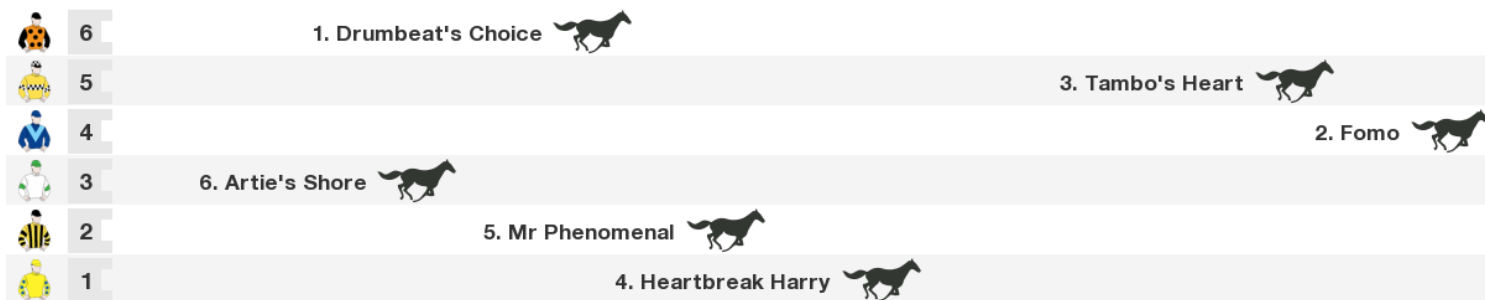 6 1. Drumbeat's Choice
5 3. Tambo's Heart
4 2. Fomo
3 6. Artie's Shore
2 5. Mr Phenomenal
1 4. Heartbreak Harry